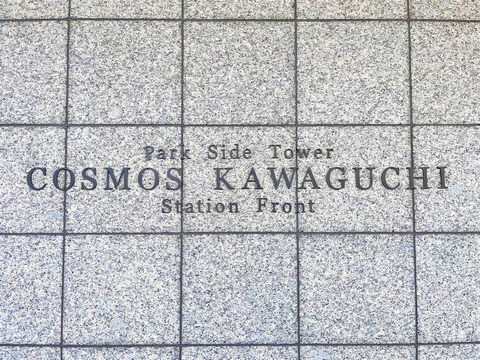 Park Side Tower
COSMOS KAWAGUCHI
Station Front